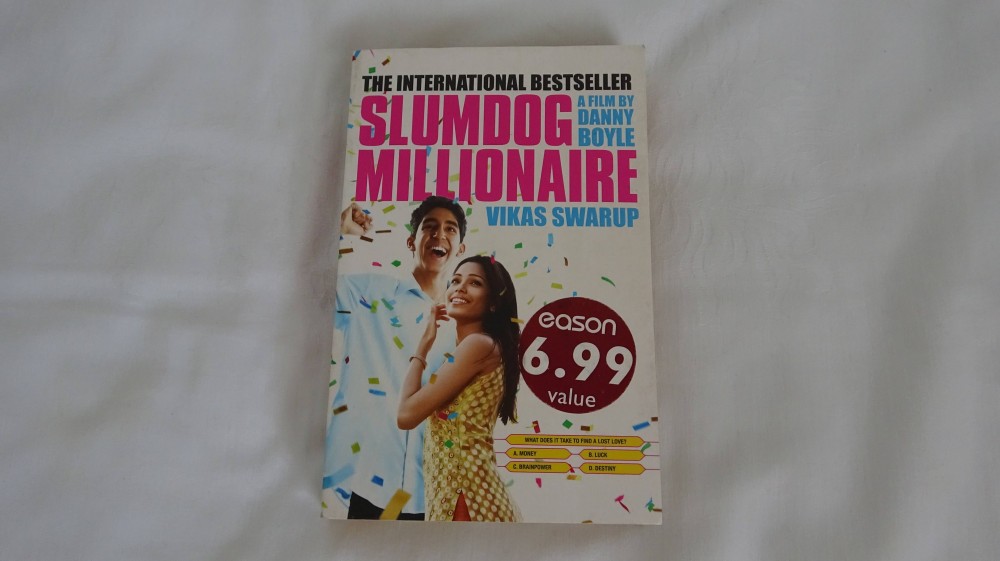 THE INTERNATIONAL BESTSELLER
SLUMDOG
A FILM BY
DANNY
BOYLE
MILLIONAIRE
VIKAS SWARUP
eason
6.99
value
WHAT DOES IT TAKE TO FIND A LOST LOVE?
A. MONEY
B. LUCK
C. BRAINPOWER
D. DESTINY